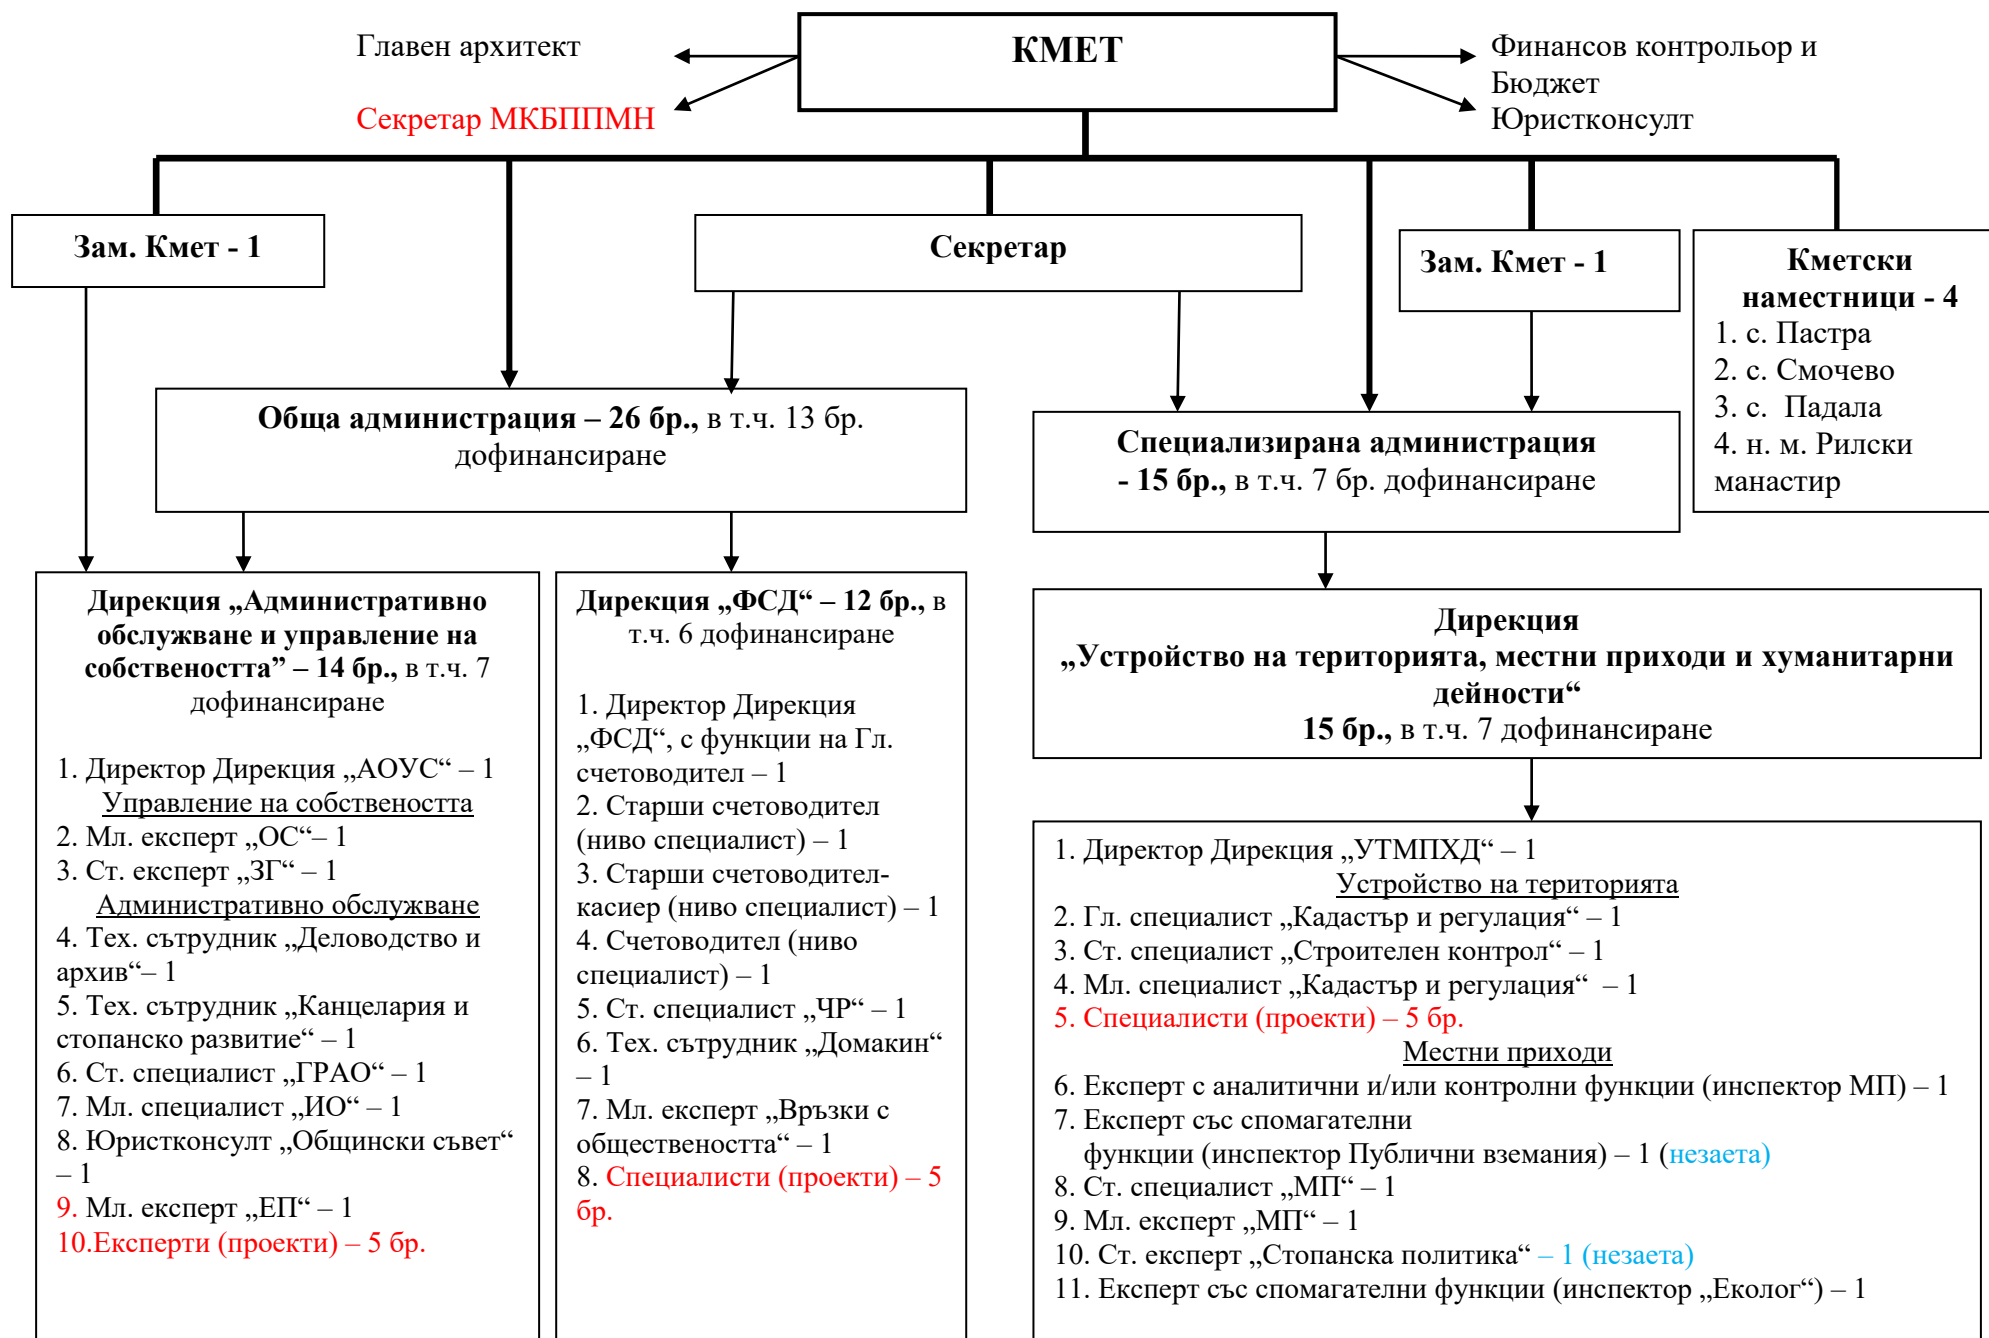 Главен архитект
Секретар МКБППМН
КМЕТ
Финансов контрольор и
Бюджет
Юристконсулт
Зам. Кмет - 1
Секретар
Зам. Кмет - 1
Кметски
наместници - 4
1. с. Пастра
2. с. Смочево
3. с.  Падала
4. н. м. Рилски
манастир
Обща администрация – 26 бр., в т.ч. 13 бр.
дофинансиране
Специализирана администрация
- 15 бр., в т.ч. 7 бр. дофинансиране
Дирекция „Административно
обслужване и управление на
собствеността” – 14 бр., в т.ч. 7
дофинансиране
1. Директор Дирекция „АОУС“ – 1
Управление на собствеността
2. Мл. експерт „ОС“– 1
3. Ст. експерт „ЗГ“ – 1
Административно обслужване
4. Тех. сътрудник „Деловодство и
архив“– 1
5. Тех. сътрудник „Канцелария и
стопанско развитие“ – 1
6. Ст. специалист „ГРАО“ – 1
7. Мл. специалист „ИО“ – 1
8. Юристконсулт „Общински съвет“
– 1
9. Мл. експерт „ЕП“ – 1
10.Експерти (проекти) – 5 бр.
Дирекция „ФСД“ – 12 бр., в
т.ч. 6 дофинансиране
1. Директор Дирекция
„ФСД“, с функции на Гл.
счетоводител – 1
2. Старши счетоводител
(ниво специалист) – 1
3. Старши счетоводител-
касиер (ниво специалист) – 1
4. Счетоводител (ниво
специалист) – 1
5. Ст. специалист „ЧР“ – 1
6. Тех. сътрудник „Домакин“
– 1
7. Мл. експерт „Връзки с
обществеността“ – 1
8. Специалисти (проекти) – 5
бр.
Дирекция
„Устройство на територията, местни приходи и хуманитарни
дейности“
15 бр., в т.ч. 7 дофинансиране
1. Директор Дирекция „УТМПХД“ – 1
Устройство на територията
2. Гл. специалист „Кадастър и регулация“ – 1
3. Ст. специалист „Строителен контрол“ – 1
4. Мл. специалист „Кадастър и регулация“  – 1
5. Специалисти (проекти) – 5 бр.
Местни приходи
6. Експерт с аналитични и/или контролни функции (инспектор МП) – 1
7. Експерт със спомагателни
функции (инспектор Публични вземания) – 1 (незаета)
8. Ст. специалист „МП“ – 1
9. Мл. експерт „МП“ – 1
10. Ст. експерт „Стопанска политика“ – 1 (незаета)
11. Експерт със спомагателни функции (инспектор „Еколог“) – 1